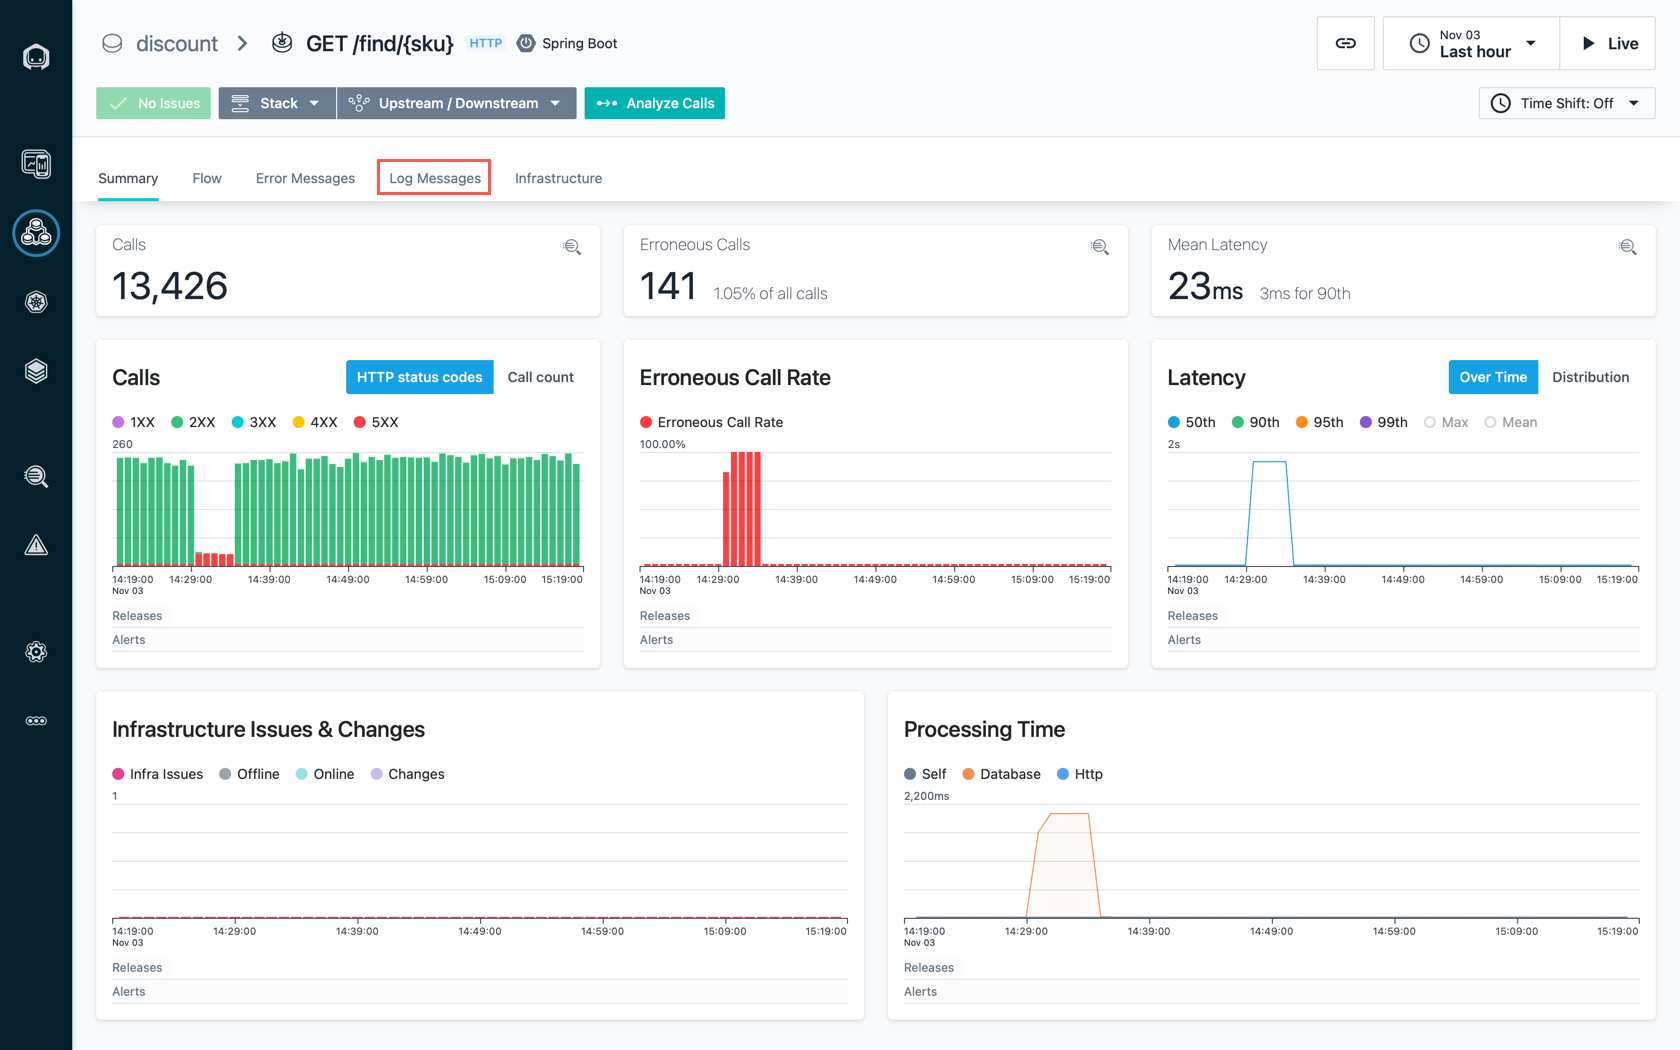 discount > GET /find/{sku} HTTP Spring Boot
Nov 03
Last hour
Live
No Issues
Stack
Upstream / Downstream
Analyze Calls
Time Shift: Off
Summary
Flow
Error Messages
Log Messages
Infrastructure
Calls
13,426
Erroneous Calls
141 1.05% of all calls
Mean Latency
23ms 3ms for 90th
Calls
HTTP status codes
Call count
1XX 2XX 3XX 4XX 5XX
260
14:19:00 14:29:00 14:39:00 14:49:00 14:59:00 15:09:00 15:19:00
Nov 03
Releases
Alerts
Erroneous Call Rate
Erroneous Call Rate
100.00%
14:19:00 14:29:00 14:39:00 14:49:00 14:59:00 15:09:00 15:19:00
Nov 03
Releases
Alerts
Latency
Over Time
Distribution
50th 90th 95th 99th Max Mean
2s
14:19:00 14:29:00 14:39:00 14:49:00 14:59:00 15:09:00 15:19:00
Nov 03
Releases
Alerts
Infrastructure Issues & Changes
Infra Issues Offline Online Changes
1
14:19:00 14:29:00 14:39:00 14:49:00 14:59:00 15:09:00 15:19:00
Nov 03
Releases
Alerts
Processing Time
Self Database Http
2,200ms
14:19:00 14:29:00 14:39:00 14:49:00 14:59:00 15:09:00 15:19:00
Nov 03
Releases
Alerts